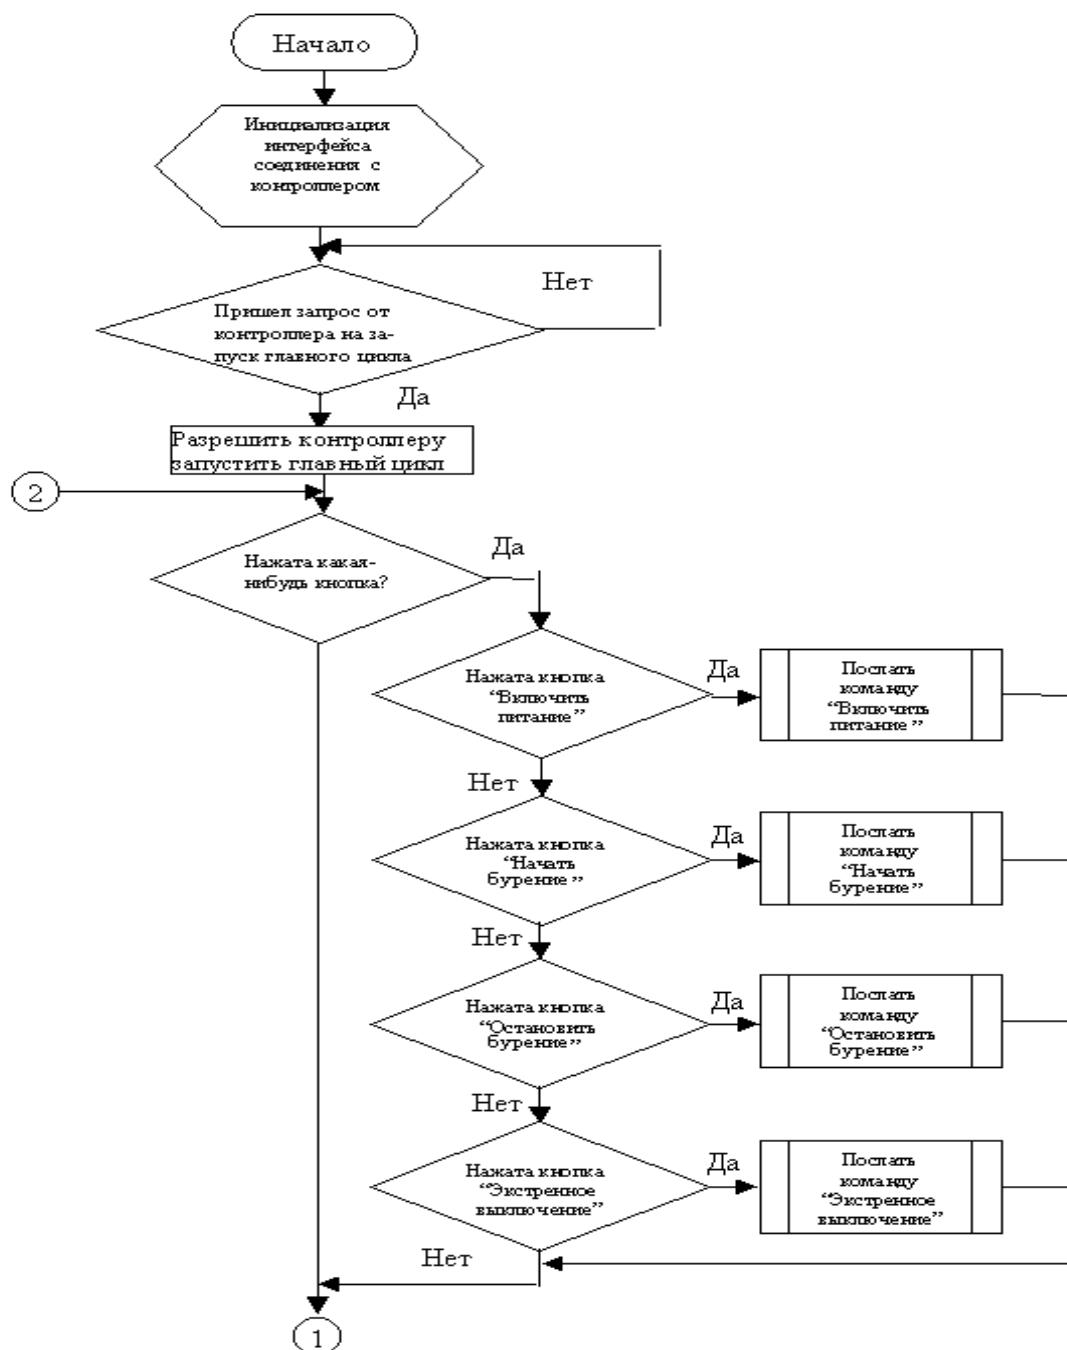 Начало
Инициализация
интерфейса
соединения с
контроллером
Нет
Пришел запрос от
контроллера на за-
пуск главного цикла
Да
Разрешить контроллеру
запустить главный цикл
2
Да
Нажата какая-
нибудь кнопка?
Нажата кнопка
“Включить
питание”
Да
Послать
команду
“Включить
питание”
Нет
Нажата кнопка
“Начать
бурение”
Да
Послать
команду
“Начать
бурение”
Нет
Нажата кнопка
“Остановить
бурение”
Да
Послать
команду
“Остановить
бурение”
Нет
Нажата кнопка
“Экстренное
выключение”
Да
Послать
команду
“Экстренное
выключение”
Нет
1